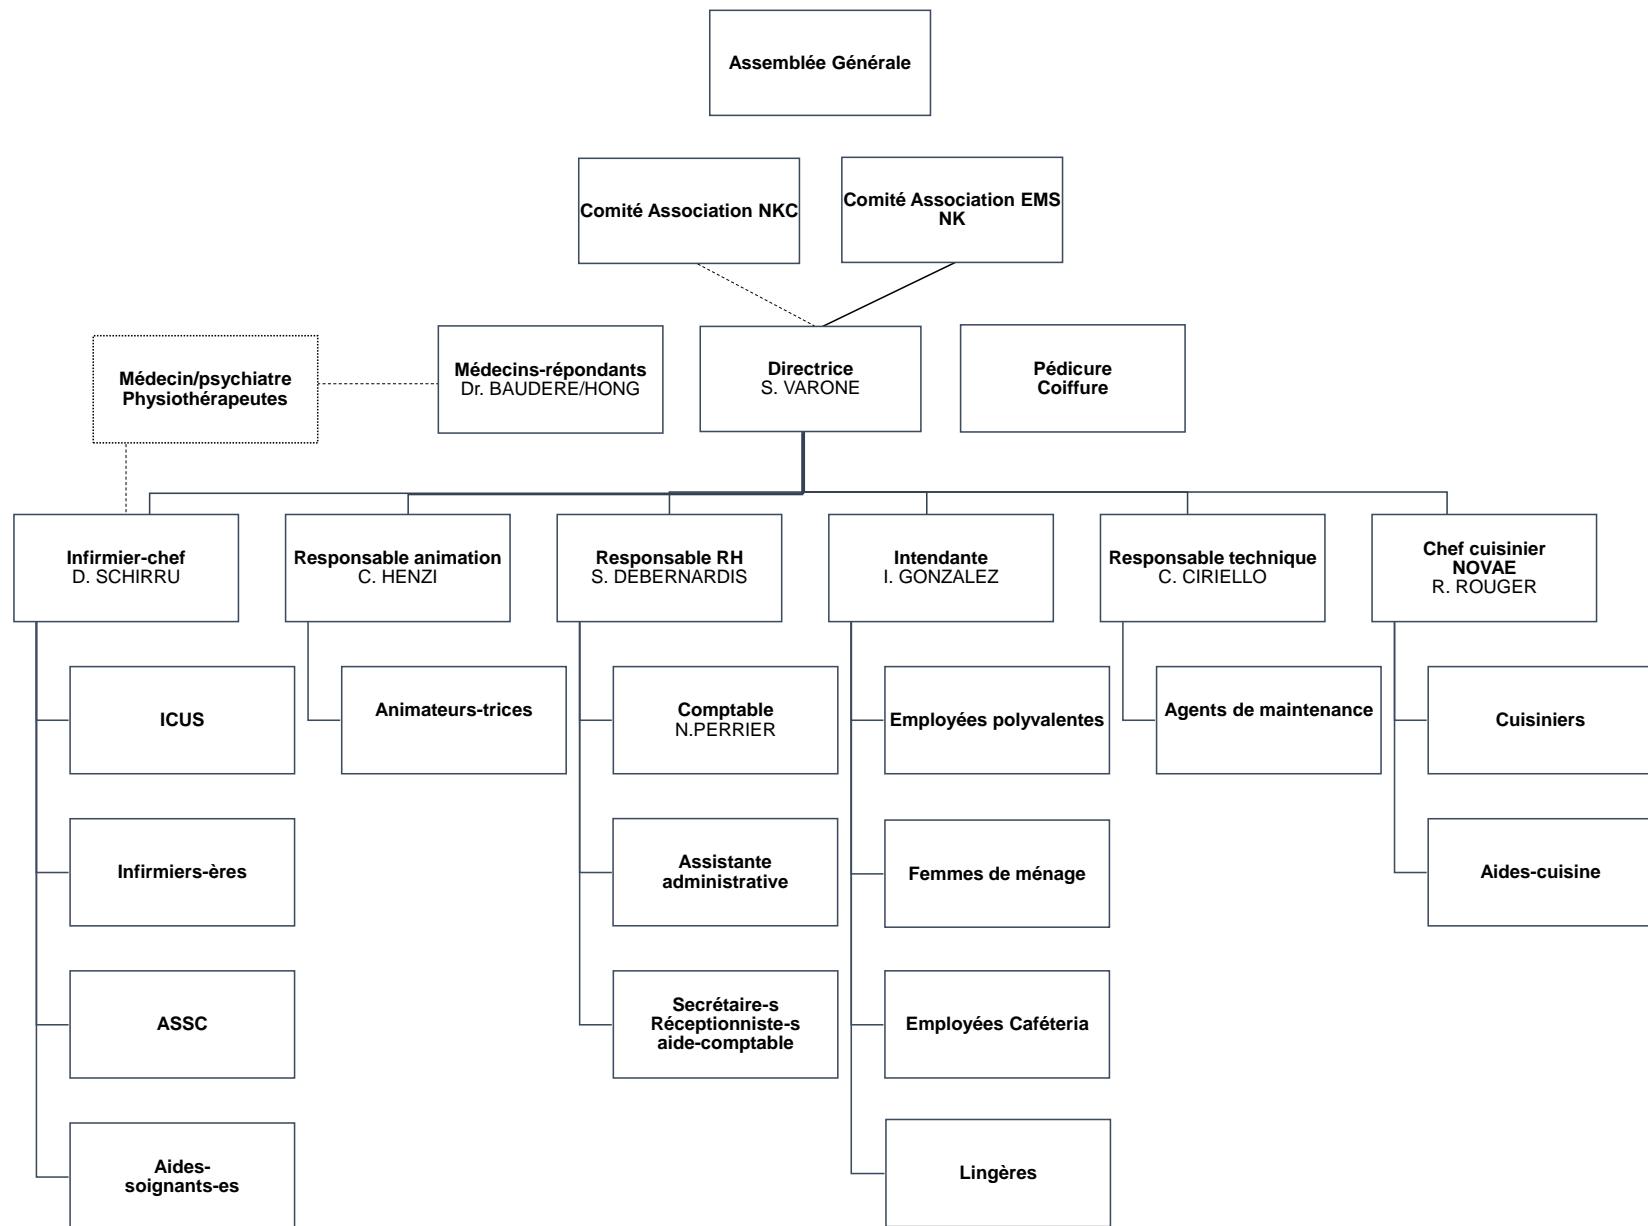 Assemblée Générale
Comité Association NKC
Comité Association EMS
NK
Médecin/psychiatre
Physiothérapeutes
Médecins-répondants
Dr. BAUDERE/HONG
Directrice
S. VARONE
Pédicure
Coiffure
Infirmier-chef
D. SCHIRRU
Responsable animation
C. HENZI
Responsable RH
S. DEBERNARDIS
Intendante
I. GONZALEZ
Responsable technique
C. CIRIELLO
Chef cuisinier
NOVAE
R. ROUGER
ICUS
Animateurs-trices
Comptable
N.PERRIER
Employées polyvalentes
Agents de maintenance
Cuisiniers
Infirmiers-ères
Assistante
administrative
Femmes de ménage
Aides-cuisine
ASSC
Secrétaire-s
Réceptionniste-s
aide-comptable
Employées Caféteria
Aides-
soignants-es
Lingères